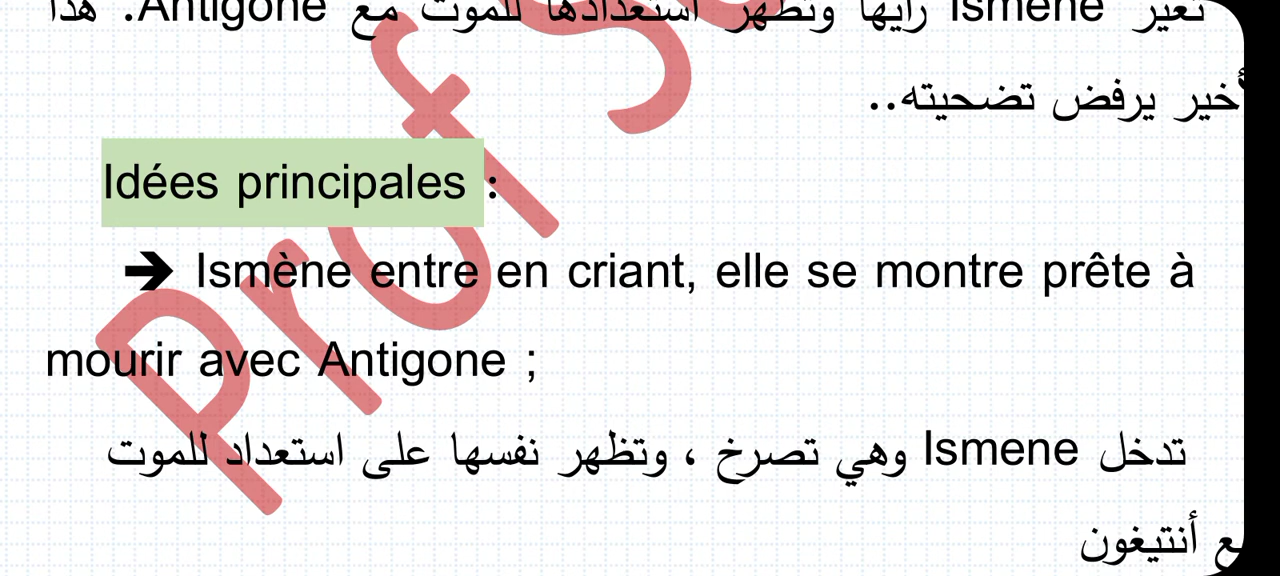 تغير Ismene رأيها وتظهر استعدادها للموت مع Antigone. هذا
الأخير يرفض تضحيته..
Idées principales :
➔ Ismène entre en criant, elle se montre prête à
mourir avec Antigone ;
تدخل Ismene وهي تصرخ ، وتظهر نفسها على استعداد للموت
مع أنتيغون
Prof